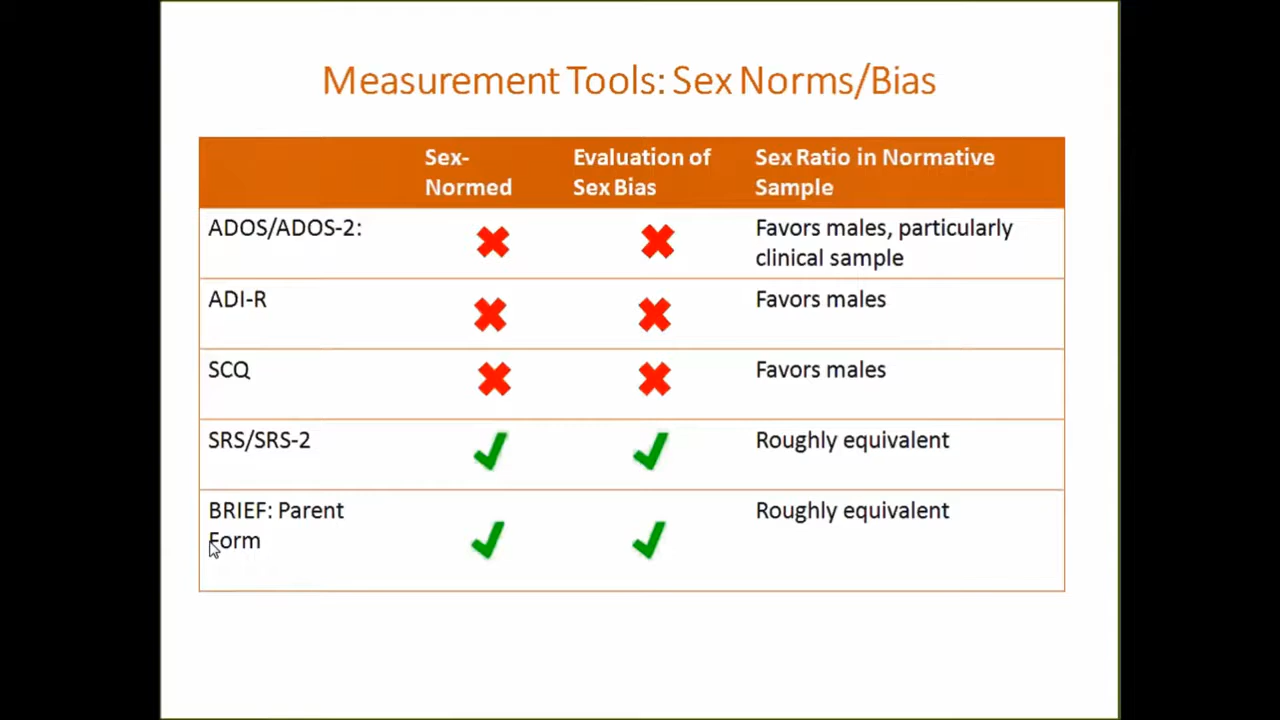 Measurement Tools: Sex Norms/Bias
Sex-
Normed
Evaluation of
Sex Bias
Sex Ratio in Normative
Sample
ADOS/ADOS-2:
Favors males, particularly
clinical sample
ADI-R
Favors males
SCQ
Favors males
SRS/SRS-2
Roughly equivalent
BRIEF: Parent
Form
Roughly equivalent